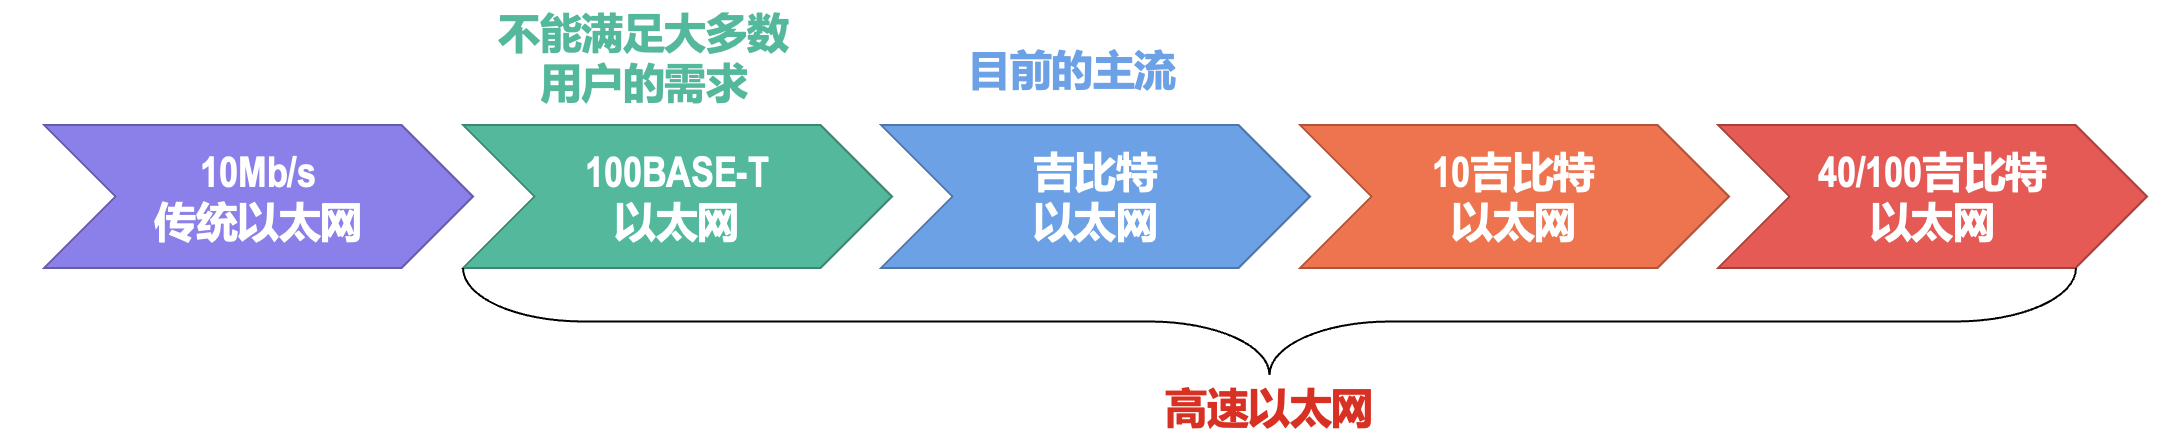 不能满足大多数
用户的需求
目前的主流
10Mb/s
传统以太网
100BASE-T
以太网
吉比特
以太网
10吉比特
以太网
40/100吉比特
以太网
高速以太网